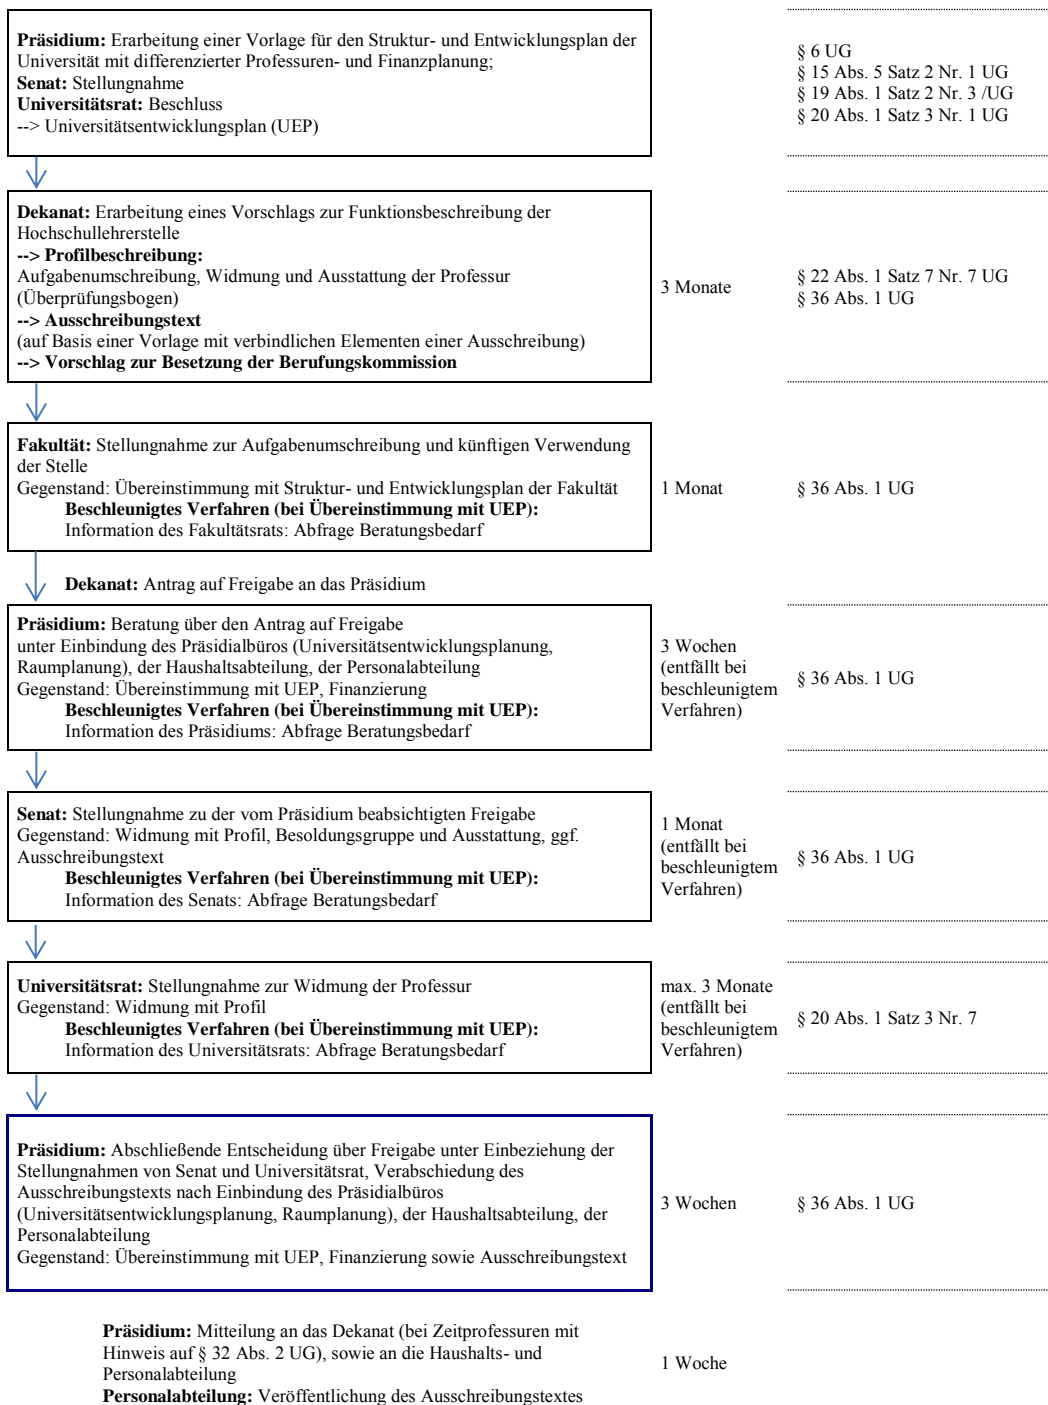 Präsidium: Erarbeitung einer Vorlage für den Struktur- und Entwicklungsplan der
Universität mit differenzierter Professuren- und Finanzplanung;
Senat: Stellungnahme
Universitätsrat: Beschluss
--> Universitätsentwicklungsplan (UEP)
§ 6 UG
§ 15 Abs. 5 Satz 2 Nr. 1 UG
§ 19 Abs. 1 Satz 2 Nr. 3 /UG
§ 20 Abs. 1 Satz 3 Nr. 1 UG
Dekanat: Erarbeitung eines Vorschlags zur Funktionsbeschreibung der
Hochschullehrerstelle
--> Profilbeschreibung:
Aufgabenumschreibung, Widmung und Ausstattung der Professur
(Überprüfungsbogen)
--> Ausschreibungstext
(auf Basis einer Vorlage mit verbindlichen Elementen einer Ausschreibung)
--> Vorschlag zur Besetzung der Berufungskommission
3 Monate
§ 22 Abs. 1 Satz 7 Nr. 7 UG
§ 36 Abs. 1 UG
Fakultät: Stellungnahme zur Aufgabenumschreibung und künftigen Verwendung
der Stelle
Gegenstand: Übereinstimmung mit Struktur- und Entwicklungsplan der Fakultät
Beschleunigtes Verfahren (bei Übereinstimmung mit UEP):
Information des Fakultätsrats: Abfrage Beratungsbedarf
1 Monat
§ 36 Abs. 1 UG
Dekanat: Antrag auf Freigabe an das Präsidium
Präsidium: Beratung über den Antrag auf Freigabe
unter Einbindung des Präsidialbüros (Universitätsentwicklungsplanung,
Raumplanung), der Haushaltsabteilung, der Personalabteilung
Gegenstand: Übereinstimmung mit UEP, Finanzierung
Beschleunigtes Verfahren (bei Übereinstimmung mit UEP):
Information des Präsidiums: Abfrage Beratungsbedarf
3 Wochen
(entfällt bei
beschleunigtem
Verfahren)
§ 36 Abs. 1 UG
Senat: Stellungnahme zu der vom Präsidium beabsichtigten Freigabe
Gegenstand: Widmung mit Profil, Besoldungsgruppe und Ausstattung, ggf.
Ausschreibungstext
Beschleunigtes Verfahren (bei Übereinstimmung mit UEP):
Information des Senats: Abfrage Beratungsbedarf
1 Monat
(entfällt bei
beschleunigtem
Verfahren)
§ 36 Abs. 1 UG
Universitätsrat: Stellungnahme zur Widmung der Professur
Gegenstand: Widmung mit Profil
Beschleunigtes Verfahren (bei Übereinstimmung mit UEP):
Information des Universitätsrats: Abfrage Beratungsbedarf
max. 3 Monate
(entfällt bei
beschleunigtem
Verfahren)
§ 20 Abs. 1 Satz 3 Nr. 7
Präsidium: Abschließende Entscheidung über Freigabe unter Einbeziehung der
Stellungnahmen von Senat und Universitätsrat, Verabschiedung des
Ausschreibungstexts nach Einbindung des Präsidialbüros
(Universitätsentwicklungsplanung, Raumplanung), der Haushaltsabteilung, der
Personalabteilung
Gegenstand: Übereinstimmung mit UEP, Finanzierung sowie Ausschreibungstext
3 Wochen
§ 36 Abs. 1 UG
Präsidium: Mitteilung an das Dekanat (bei Zeitprofessuren mit
Hinweis auf § 32 Abs. 2 UG), sowie an die Haushalts- und
Personalabteilung
Personalabteilung: Veröffentlichung des Ausschreibungstextes
1 Woche